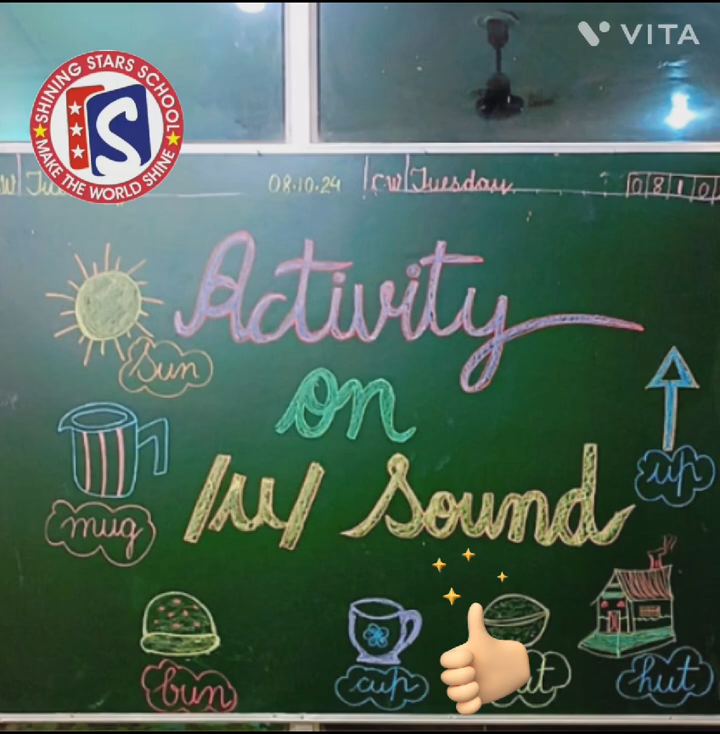 VITA
SHINING STARS SCHOOL
S
MAKE THE WORLD SHINE
08.10.24 CW Tuesday 0810
Activity
sun
on
/u/ Sound
up
mug
bun
cup
hut